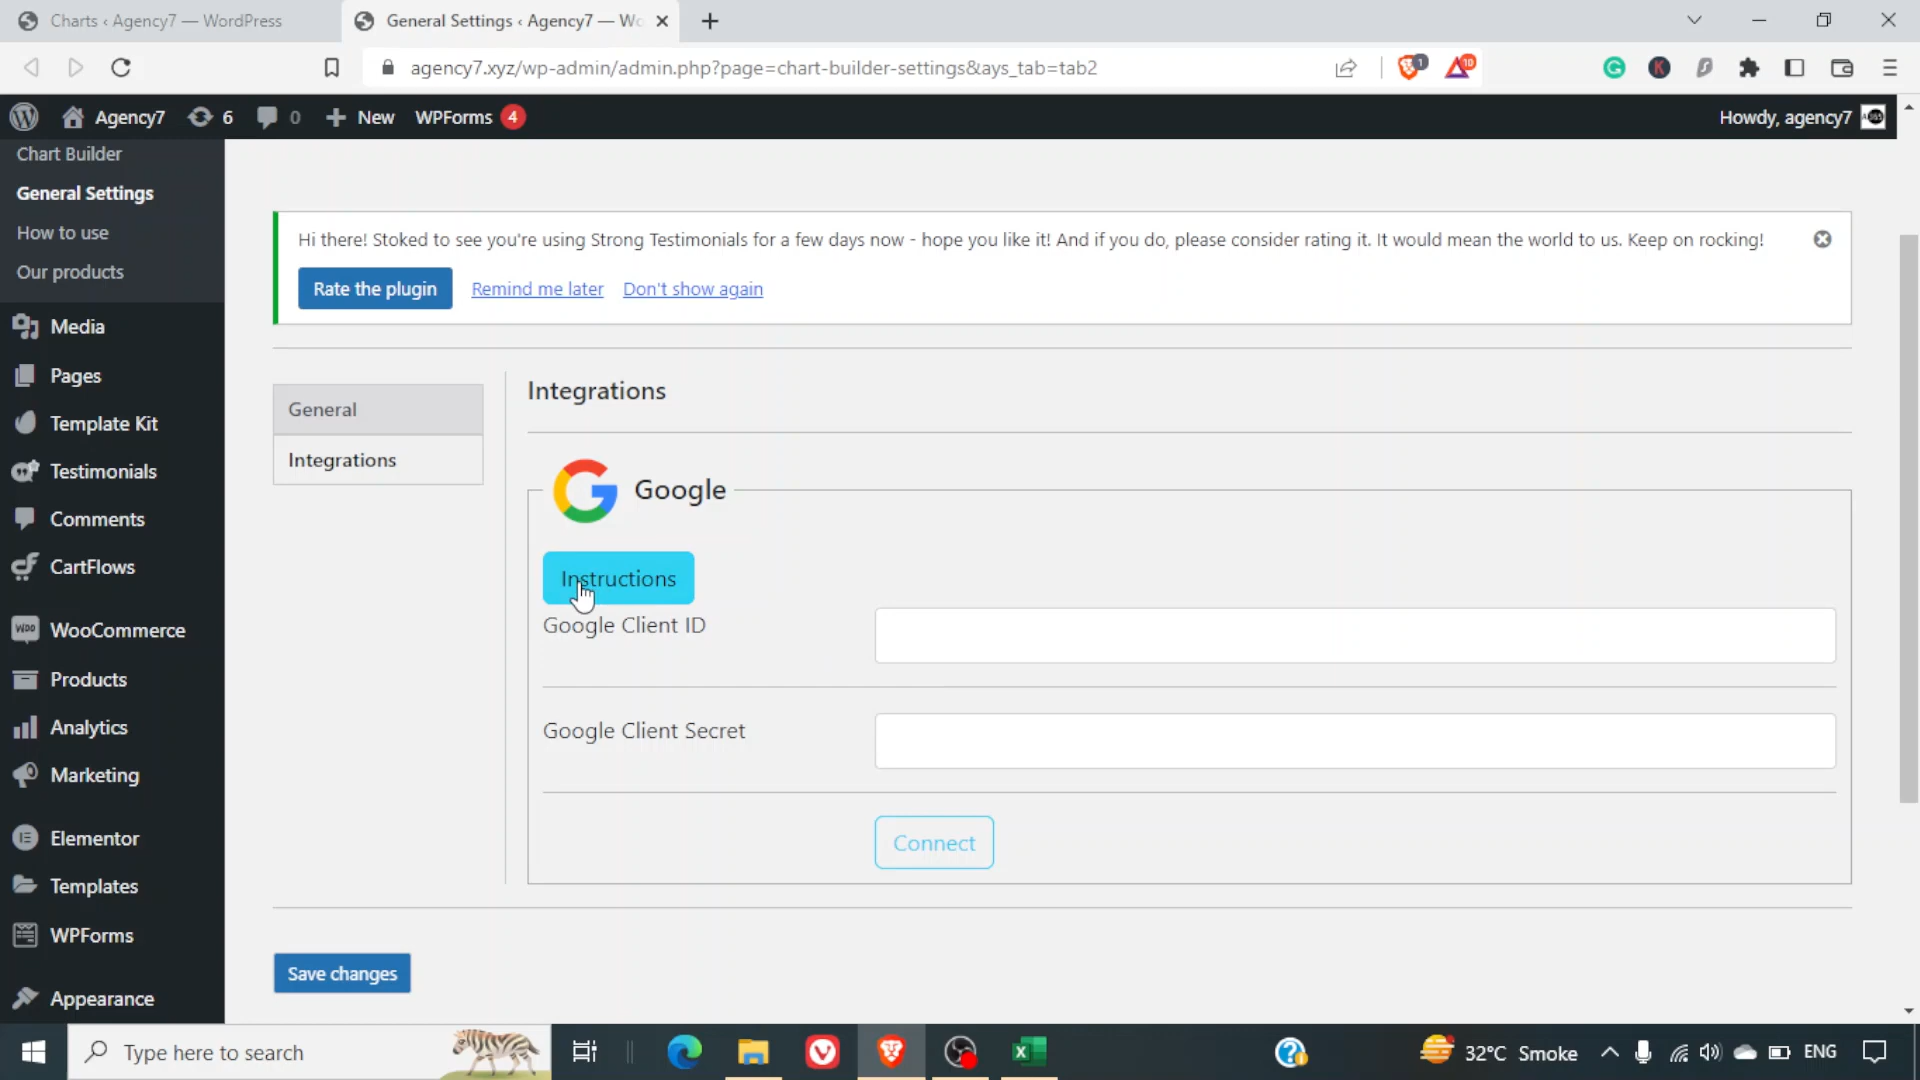 Charts ‹ Agency7 — WordPress
General Settings ‹ Agency7 — Wo
agency7.xyz/wp-admin/admin.php?page=chart-builder-settings&ays_tab=tab2
1
10
Agency7
6
0
New
WPForms
4
Howdy, agency7
Chart Builder
General Settings
How to use
Our products
Media
Pages
Template Kit
Testimonials
Comments
CartFlows
WooCommerce
Products
Analytics
Marketing
Elementor
Templates
WPForms
Appearance
Hi there! Stoked to see you're using Strong Testimonials for a few days now - hope you like it! And if you do, please consider rating it. It would mean the world to us. Keep on rocking!
Rate the plugin
Remind me later
Don't show again
General
Integrations
Integrations
Google
Instructions
Google Client ID
Google Client Secret
Connect
Save changes
Type here to search
32°C Smoke
ENG